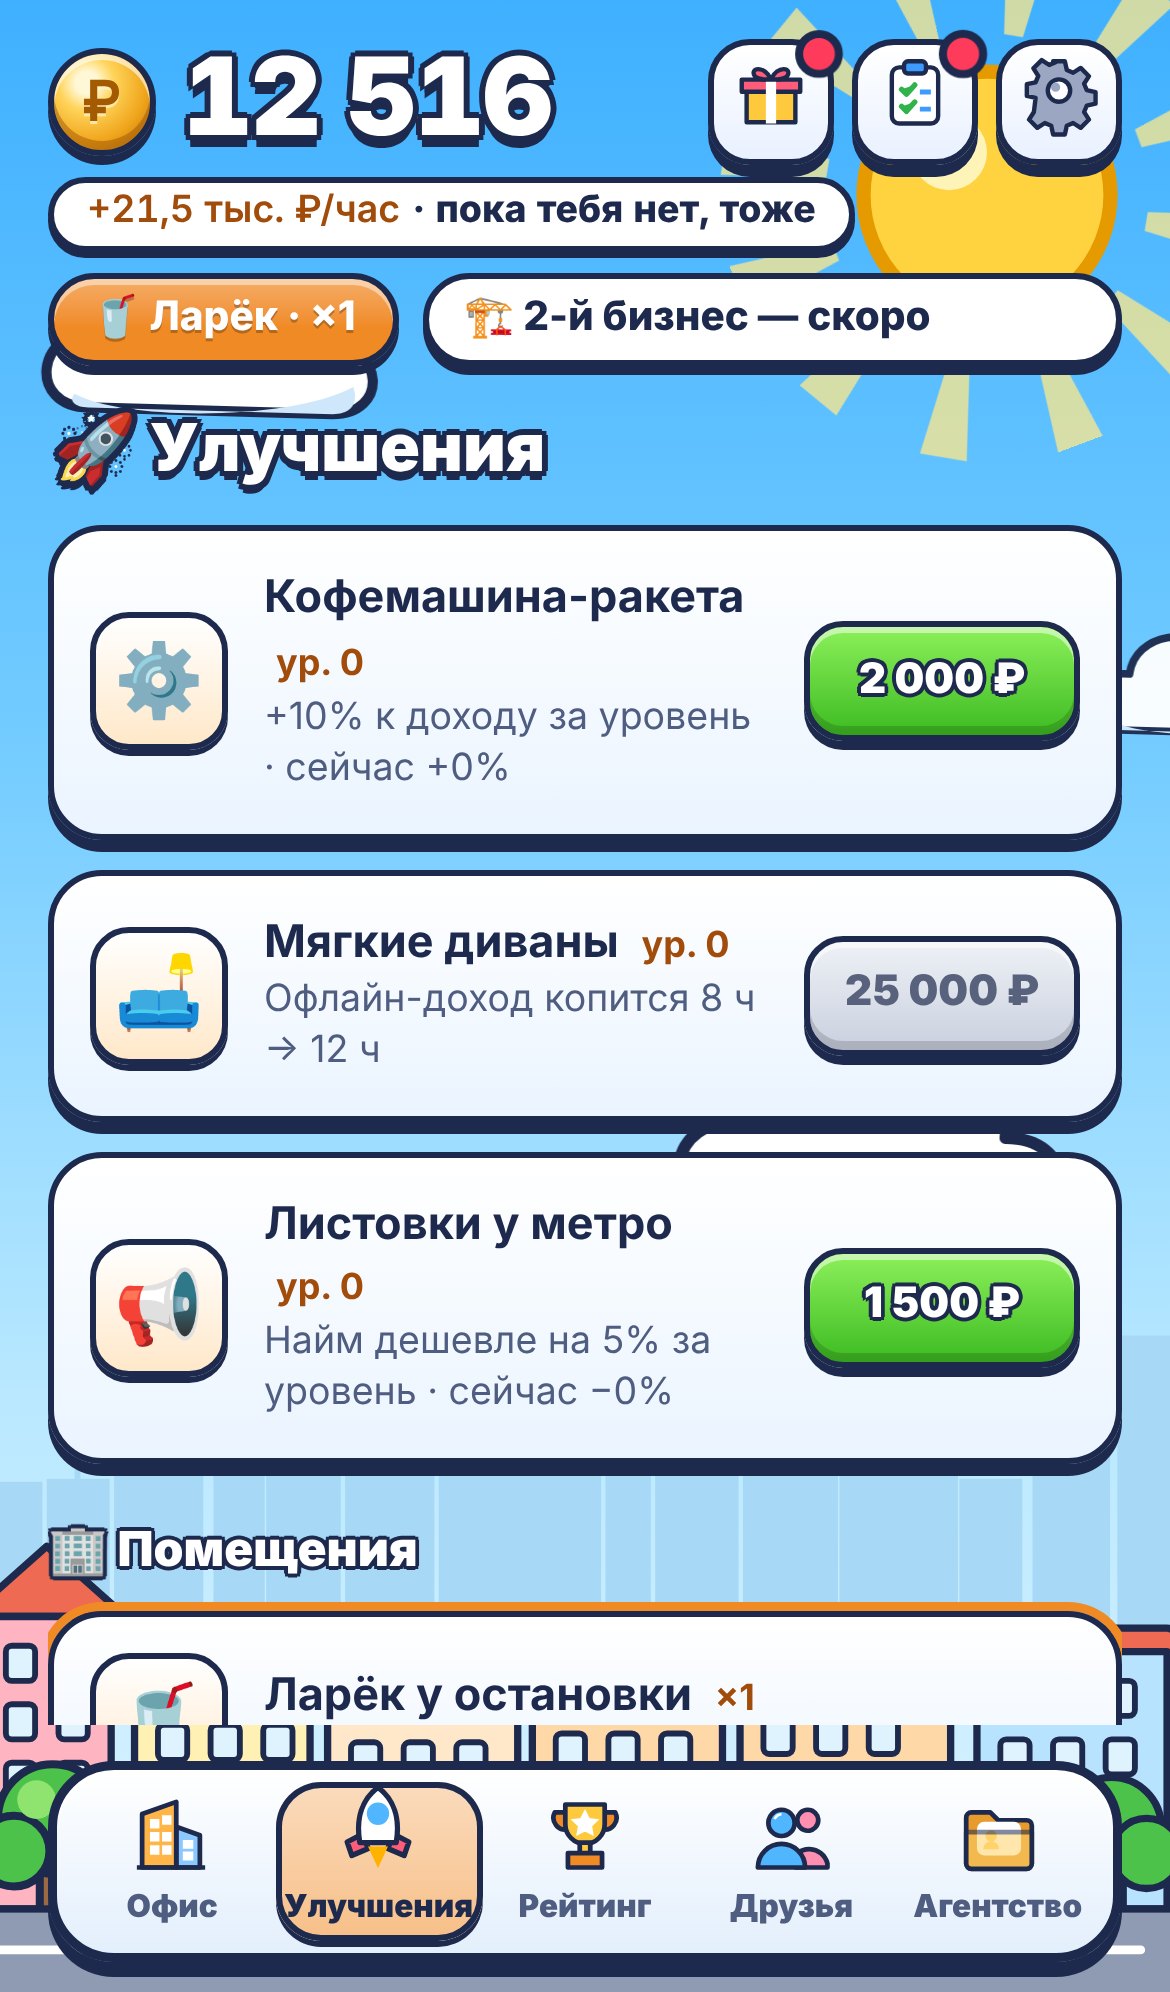 ₽ 12 516
+21,5 тыс. ₽/час · пока тебя нет, тоже
Ларёк · ×1
2-й бизнес — скоро
Улучшения
Кофемашина-ракета
ур. 0
+10% к доходу за уровень
· сейчас +0%
2 000 ₽
Мягкие диваны ур. 0
Офлайн-доход копится 8 ч
→ 12 ч
25 000 ₽
Листовки у метро
ур. 0
Найм дешевле на 5% за
уровень · сейчас −0%
1 500 ₽
Помещения
Ларёк у остановки ×1
Офис
Улучшения
Рейтинг
Друзья
Агентство